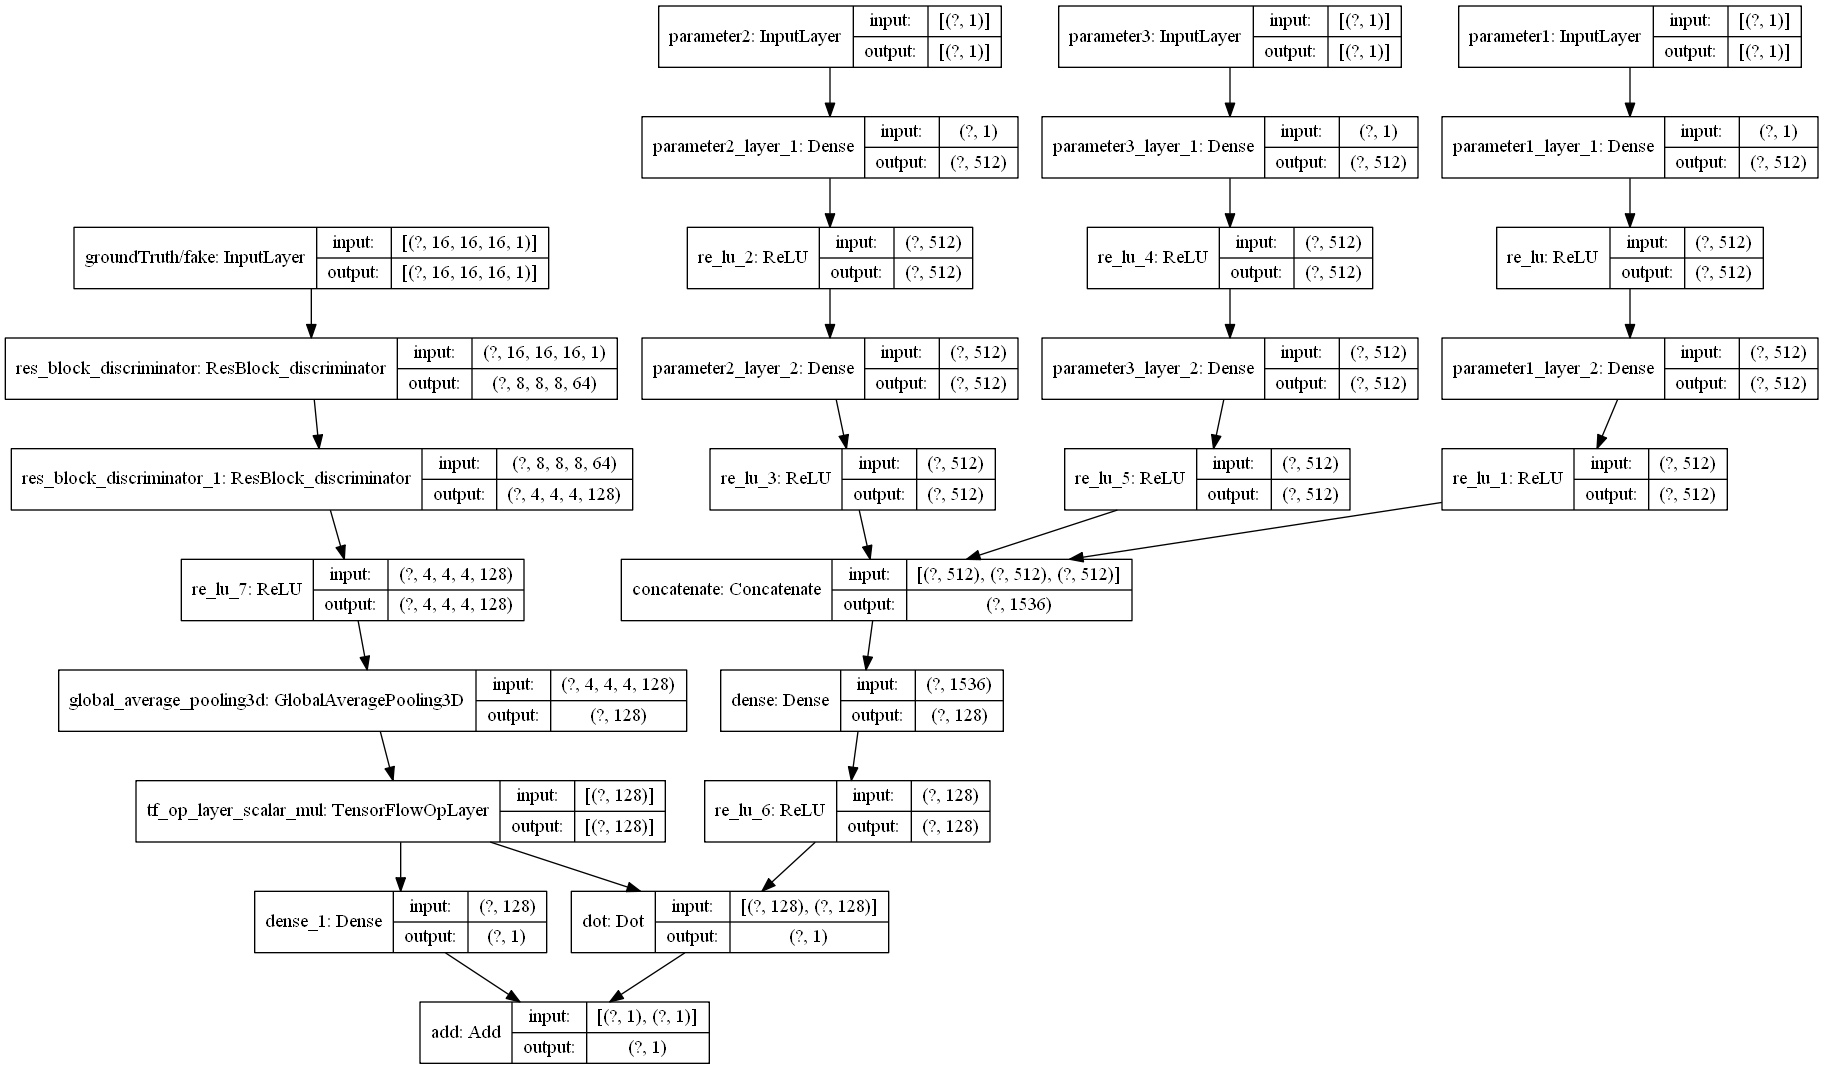 parameter2: InputLayer input: [(?, 1)]
output: [(?, 1)]
parameter3: InputLayer input: [(?, 1)]
output: [(?, 1)]
parameter1: InputLayer input: [(?, 1)]
output: [(?, 1)]
parameter2_layer_1: Dense input: (?, 1)
output: (?, 512)
parameter3_layer_1: Dense input: (?, 1)
output: (?, 512)
parameter1_layer_1: Dense input: (?, 1)
output: (?, 512)
groundTruth/fake: InputLayer input: [(?, 16, 16, 16, 1)]
output: [(?, 16, 16, 16, 1)]
re_lu_2: ReLU input: (?, 512)
output: (?, 512)
re_lu_4: ReLU input: (?, 512)
output: (?, 512)
re_lu: ReLU input: (?, 512)
output: (?, 512)
res_block_discriminator: ResBlock_discriminator input: (?, 16, 16, 16, 1)
output: (?, 8, 8, 8, 64)
parameter2_layer_2: Dense input: (?, 512)
output: (?, 512)
parameter3_layer_2: Dense input: (?, 512)
output: (?, 512)
parameter1_layer_2: Dense input: (?, 512)
output: (?, 512)
res_block_discriminator_1: ResBlock_discriminator input: (?, 8, 8, 8, 64)
output: (?, 4, 4, 4, 128)
re_lu_3: ReLU input: (?, 512)
output: (?, 512)
re_lu_5: ReLU input: (?, 512)
output: (?, 512)
re_lu_1: ReLU input: (?, 512)
output: (?, 512)
re_lu_7: ReLU input: (?, 4, 4, 4, 128)
output: (?, 4, 4, 4, 128)
concatenate: Concatenate input: [(?, 512), (?, 512), (?, 512)]
output: (?, 1536)
global_average_pooling3d: GlobalAveragePooling3D input: (?, 4, 4, 4, 128)
output: (?, 128)
dense: Dense input: (?, 1536)
output: (?, 128)
tf_op_layer_scalar_mul: TensorFlowOpLayer input: [(?, 128)]
output: [(?, 128)]
re_lu_6: ReLU input: (?, 128)
output: (?, 128)
dense_1: Dense input: (?, 128)
output: (?, 1)
dot: Dot input: [(?, 128), (?, 128)]
output: (?, 1)
add: Add input: [(?, 1), (?, 1)]
output: (?, 1)